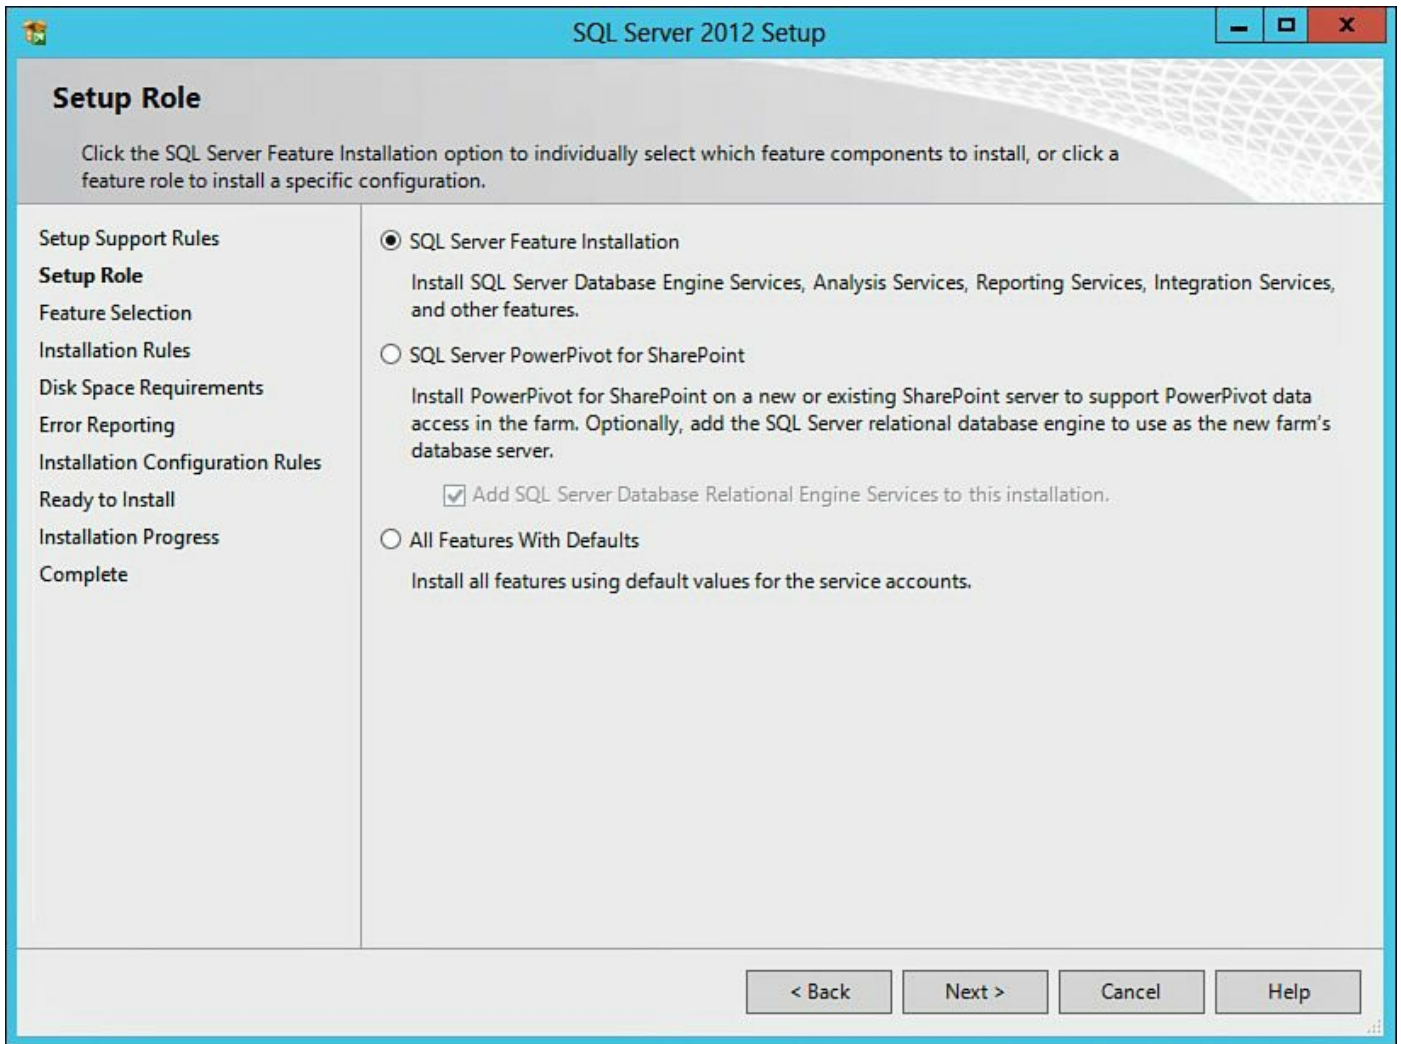 SQL Server 2012 Setup
Setup Role
Click the SQL Server Feature Installation option to individually select which feature components to install, or click a
feature role to install a specific configuration.
Setup Support Rules
Setup Role
Feature Selection
Installation Rules
Disk Space Requirements
Error Reporting
Installation Configuration Rules
Ready to Install
Installation Progress
Complete
SQL Server Feature Installation
Install SQL Server Database Engine Services, Analysis Services, Reporting Services, Integration Services,
and other features.
SQL Server PowerPivot for SharePoint
Install PowerPivot for SharePoint on a new or existing SharePoint server to support PowerPivot data
access in the farm. Optionally, add the SQL Server relational database engine to use as the new farm's
database server.
Add SQL Server Database Relational Engine Services to this installation.
All Features With Defaults
Install all features using default values for the service accounts.
< Back Next > Cancel Help